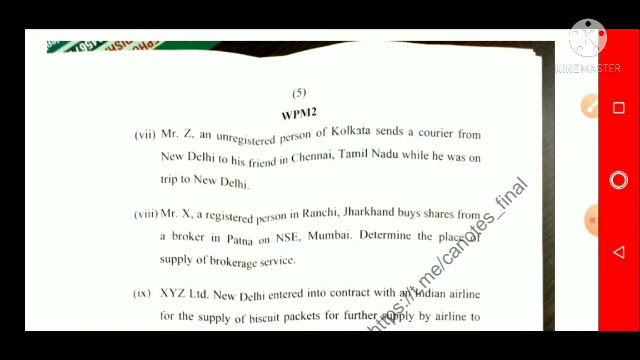 KINEMASTER
(5)
WPM2
(vii) Mr. Z, an unregistered person of Kolkata sends a courier from
New Delhi to his friend in Chennai, Tamil Nadu while he was on
trip to New Delhi.
(viii) Mr. X, a registered person in Ranchi, Jharkhand buys shares from
a broker in Patna on NSE, Mumbai. Determine the place of
supply of brokerage service.
(ix) XYZ Ltd. New Delhi entered into contract with an Indian airline
for the supply of biscuit packets for further supply by airline to
https://t.me/canotes_final